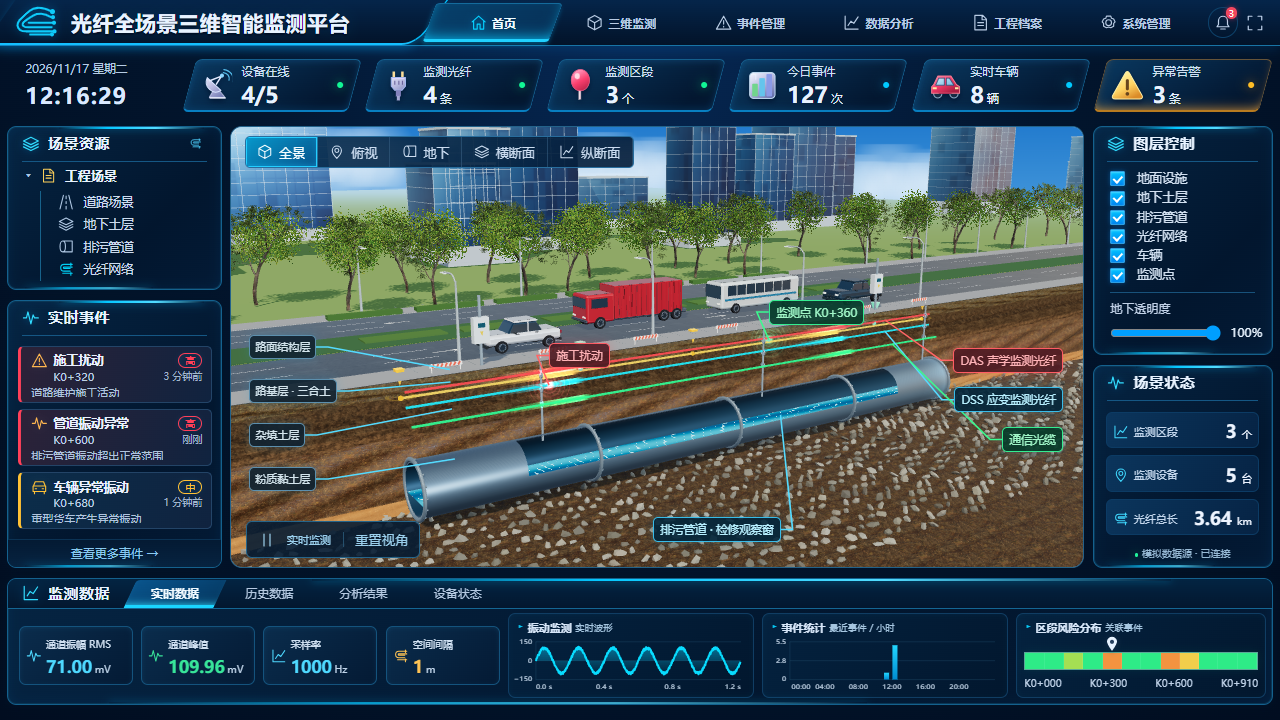 光纤全场景三维智能监测平台
首页
三维监测
事件管理
数据分析
工程档案
系统管理
3
2026/11/17 星期二
12:16:29
设备在线
4/5
监测光纤
4 条
监测区段
3 个
今日事件
127 次
实时车辆
8 辆
异常告警
3 条
场景资源
工程场景
道路场景
地下土层
排污管道
光纤网络
实时事件
施工扰动
高
K0+320
3 分钟前
道路维护施工活动
管道振动异常
高
K0+600
刚刚
排污管道振动超出正常范围
车辆异常振动
中
K0+680
1 分钟前
重型货车产生异常振动
查看更多事件 →
全景
俯视
地下
横断面
纵断面
监测点 K0+360
路面结构层
施工扰动
DAS 声学监测光纤
路基层 · 三合土
DSS 应变监测光纤
杂填土层
通信光缆
粉质黏土层
排污管道 · 检修观察窗
实时监测
重置视角
图层控制
地面设施
地下土层
排污管道
光纤网络
车辆
监测点
地下透明度
100%
场景状态
监测区段
3 个
监测设备
5 台
光纤总长
3.64 km
模拟数据源 · 已连接
监测数据
实时数据
历史数据
分析结果
设备状态
通道振幅 RMS
71.00 mV
通道峰值
109.96 mV
采样率
1000 Hz
空间间隔
1 m
振动监测 实时波形
150
0
−150
0.0 s
0.4 s
0.8 s
1.2 s
事件统计 最近事件 / 小时
5.5
2.8
0
00:00
04:00
08:00
12:00
16:00
20:00
区段风险分布 关联事件
K0+000
K0+300
K0+600
K0+910